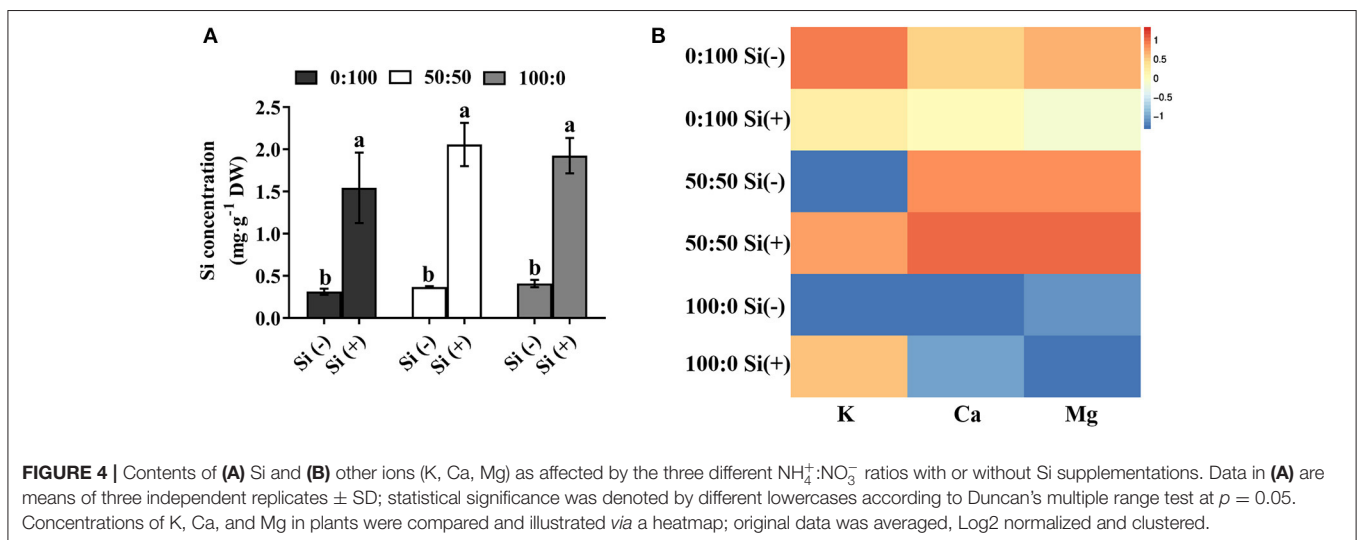 A
0:100 50:50 100:0
Si concentration
(mg·g⁻¹ DW)
2.5
2.0
1.5
1.0
0.5
0.0
b a b a b a
Si (-) Si (+) Si (-) Si (+) Si (-) Si (+)
B
0:100 Si(-)
0:100 Si(+)
50:50 Si(-)
50:50 Si(+)
100:0 Si(-)
100:0 Si(+)
K Ca Mg
1
0.5
0
−0.5
−1
FIGURE 4 | Contents of (A) Si and (B) other ions (K, Ca, Mg) as affected by the three different NH₄⁺:NO₃⁻ ratios with or without Si supplementations. Data in (A) are
means of three independent replicates ± SD; statistical significance was denoted by different lowercases according to Duncan's multiple range test at p = 0.05.
Concentrations of K, Ca, and Mg in plants were compared and illustrated via a heatmap; original data was averaged, Log2 normalized and clustered.